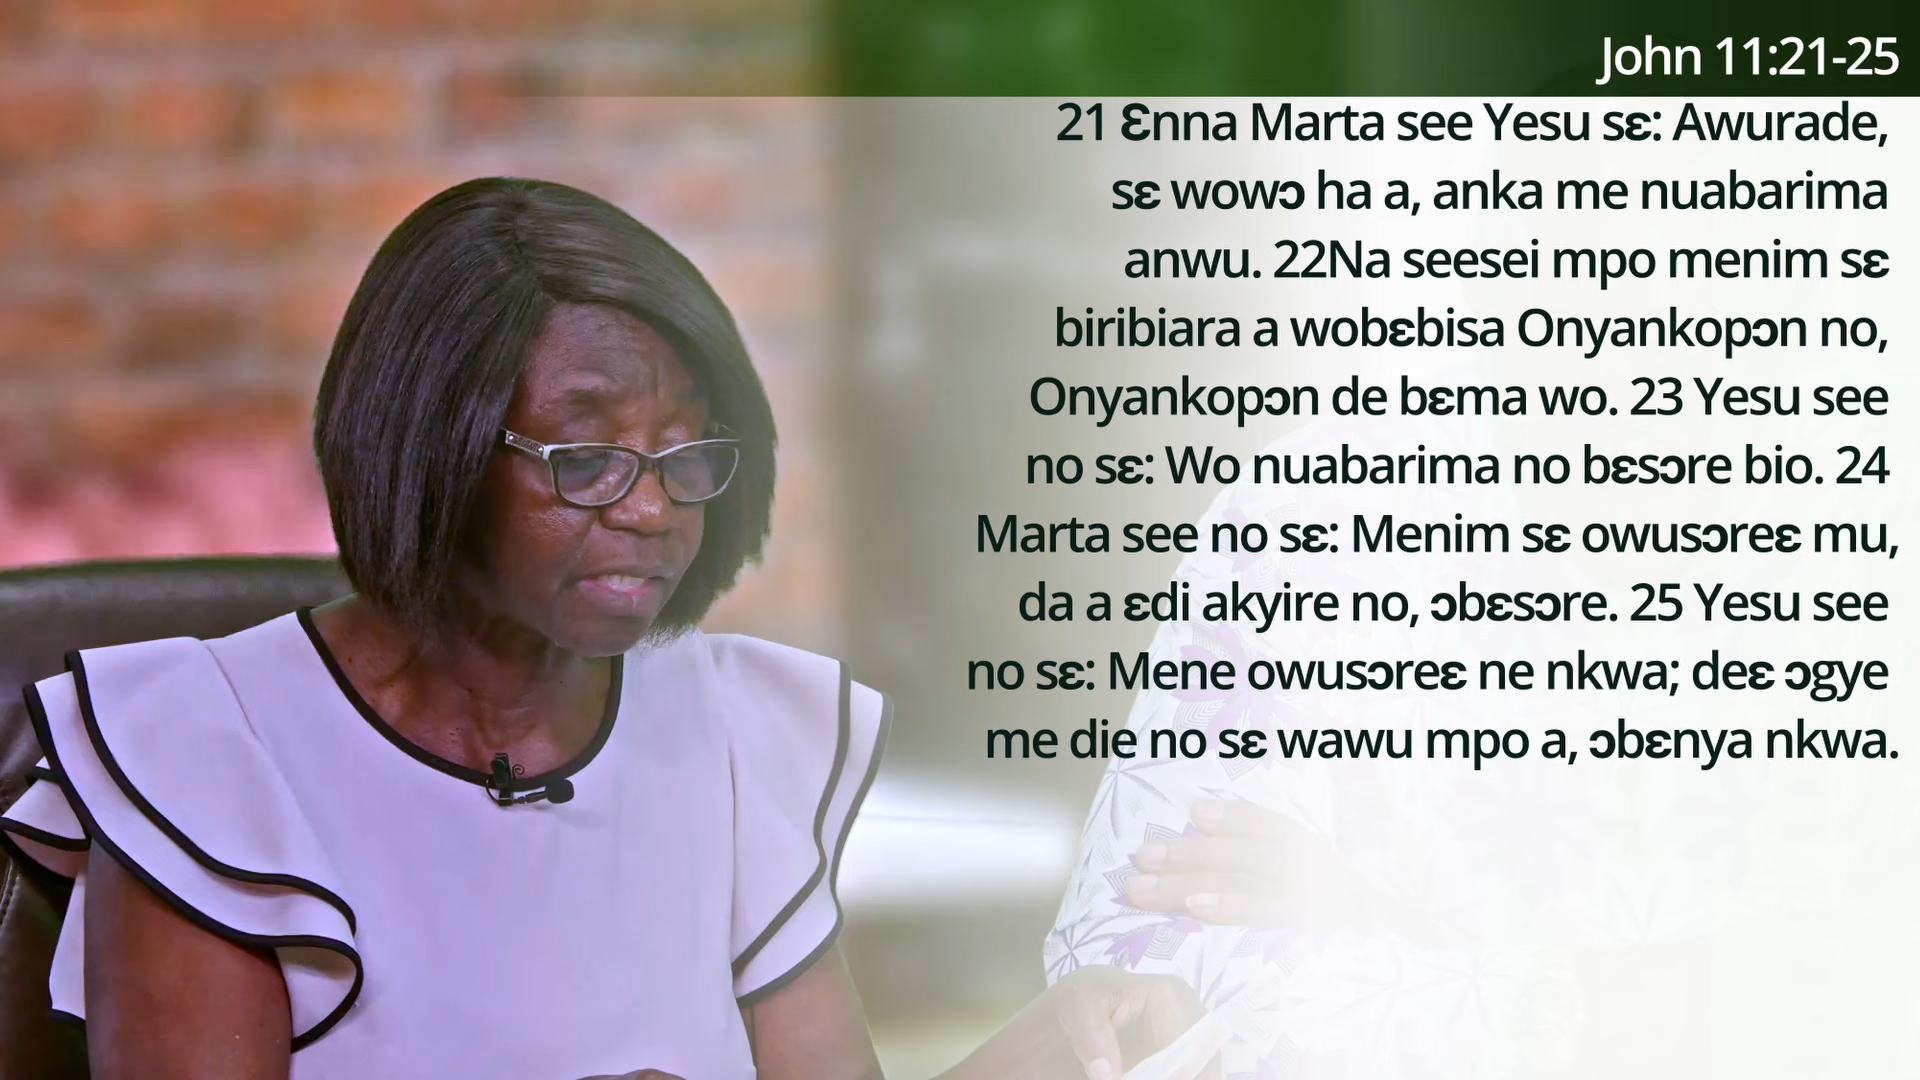 John 11:21-25
21 Ɛnna Marta see Yesu sɛ: Awurade,
sɛ wowɔ ha a, anka me nuabarima
anwu. 22Na seesei mpo menim sɛ
biribiara a wobɛbisa Onyankopɔn no,
Onyankopɔn de bɛma wo. 23 Yesu see
no sɛ: Wo nuabarima no bɛsɔre bio. 24
Marta see no sɛ: Menim sɛ owusɔreɛ mu,
da a ɛdi akyire no, ɔbɛsɔre. 25 Yesu see
no sɛ: Mene owusɔreɛ ne nkwa; deɛ ɔgye
me die no sɛ wawu mpo a, ɔbɛnya nkwa.